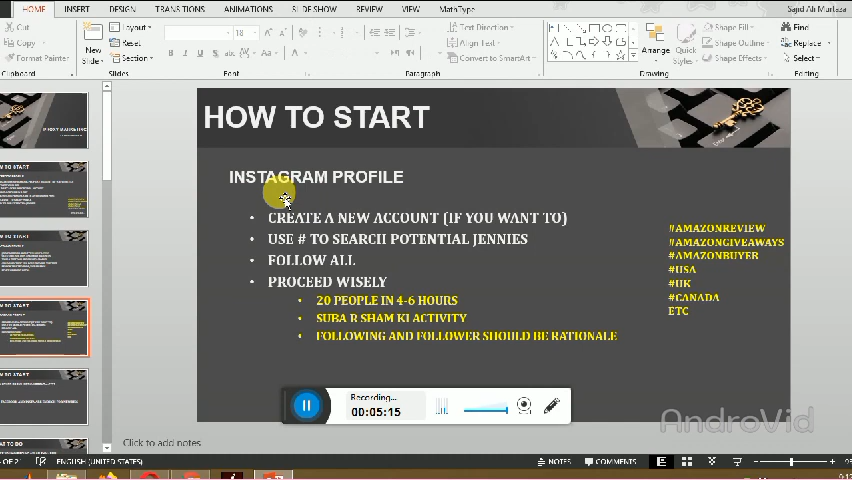 HOME INSERT DESIGN TRANSITIONS ANIMATIONS SLIDE SHOW REVIEW VIEW MathType Sajid Ali Murtaza
Cut
Copy
Format Painter
Clipboard
New
Slide
Layout
Reset
Section
Slides
18
Font
Paragraph
Text Direction
Align Text
Convert to SmartArt
Arrange
Quick
Styles
Drawing
Shape Fill
Shape Outline
Shape Effects
Find
Replace
Select
Editing
HOW TO START
INSTAGRAM PROFILE
• CREATE A NEW ACCOUNT (IF YOU WANT TO)
• USE # TO SEARCH POTENTIAL JENNIES
• FOLLOW ALL
• PROCEED WISELY
• 20 PEOPLE IN 4-6 HOURS
• SUBA R SHAM KI ACTIVITY
• FOLLOWING AND FOLLOWER SHOULD BE RATIONALE
#AMAZONREVIEW
#AMAZONGIVEAWAYS
#AMAZONBUYER
#USA
#UK
#CANADA
ETC
Recording...
00:05:15
AndroVid
Click to add notes
OF 21 ENGLISH (UNITED STATES) NOTES COMMENTS